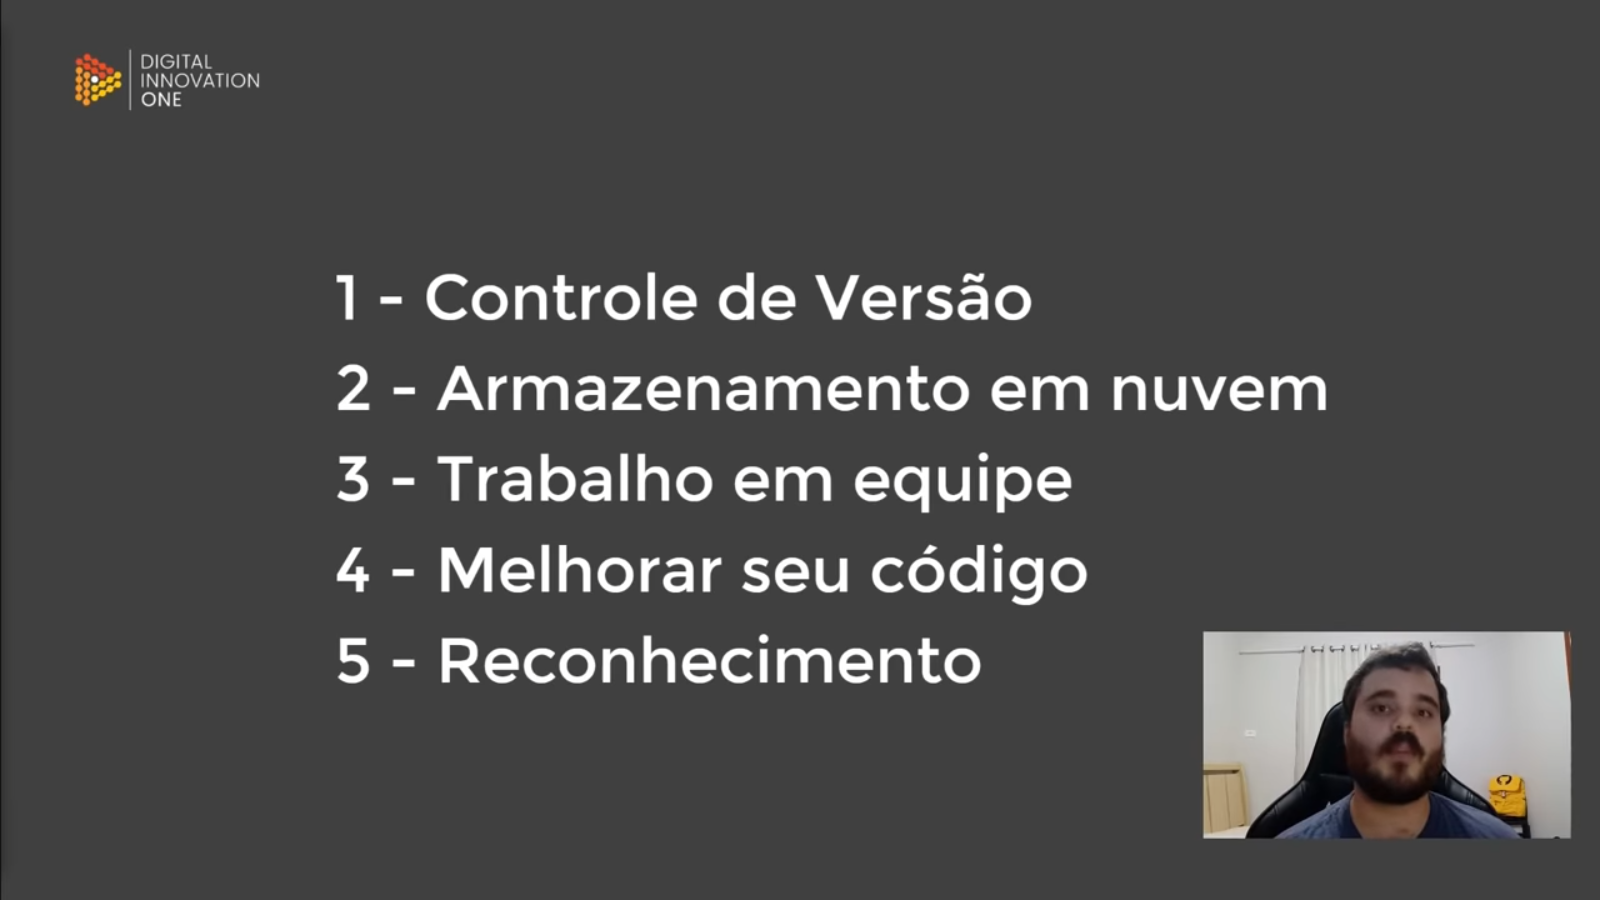 DIGITAL
INNOVATION
ONE
1 - Controle de Versão
2 - Armazenamento em nuvem
3 - Trabalho em equipe
4 - Melhorar seu código
5 - Reconhecimento